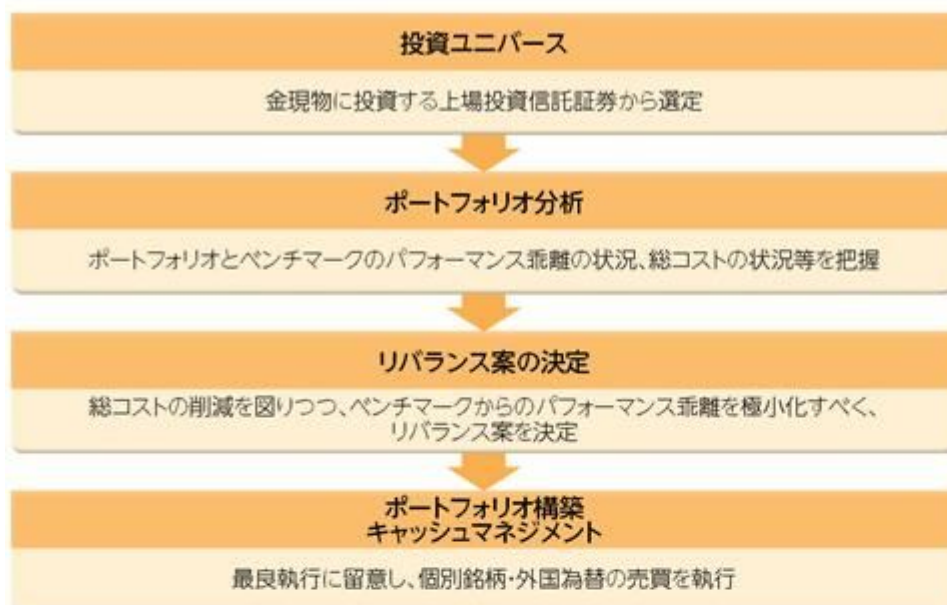 投資ユニバース
金現物に投資する上場投資信託証券から選定
ポートフォリオ分析
ポートフォリオとベンチマークのパフォーマンス乖離の状況、総コストの状況等を把握
リバランス案の決定
総コストの削減を図りつつ、ベンチマークからのパフォーマンス乖離を極小化すべく、
リバランス案を決定
ポートフォリオ構築
キャッシュマネジメント
最良執行に留意し、個別銘柄・外国為替の売買を執行